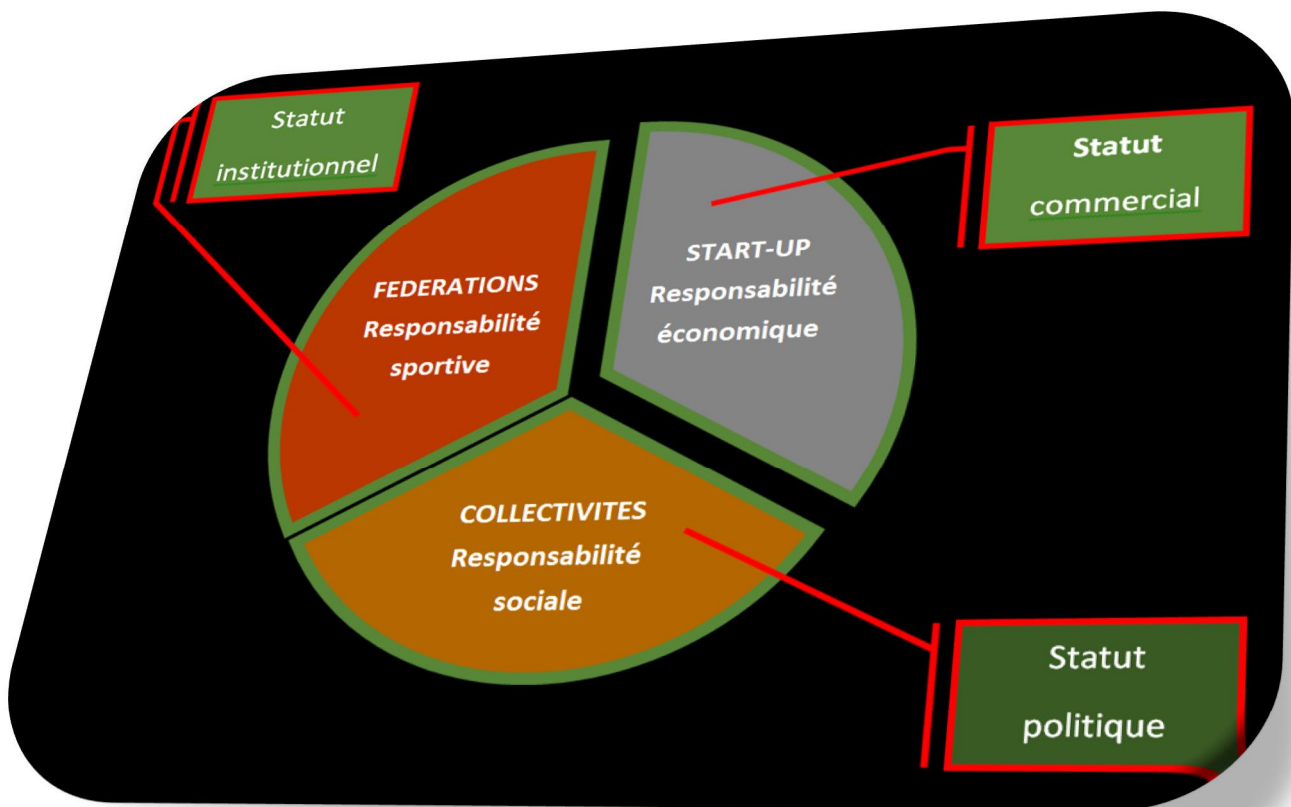 Statut
institutionnel
Statut
commercial
START-UP
Responsabilité
économique
FEDERATIONS
Responsabilité
sportive
COLLECTIVITES
Responsabilité
sociale
Statut
politique